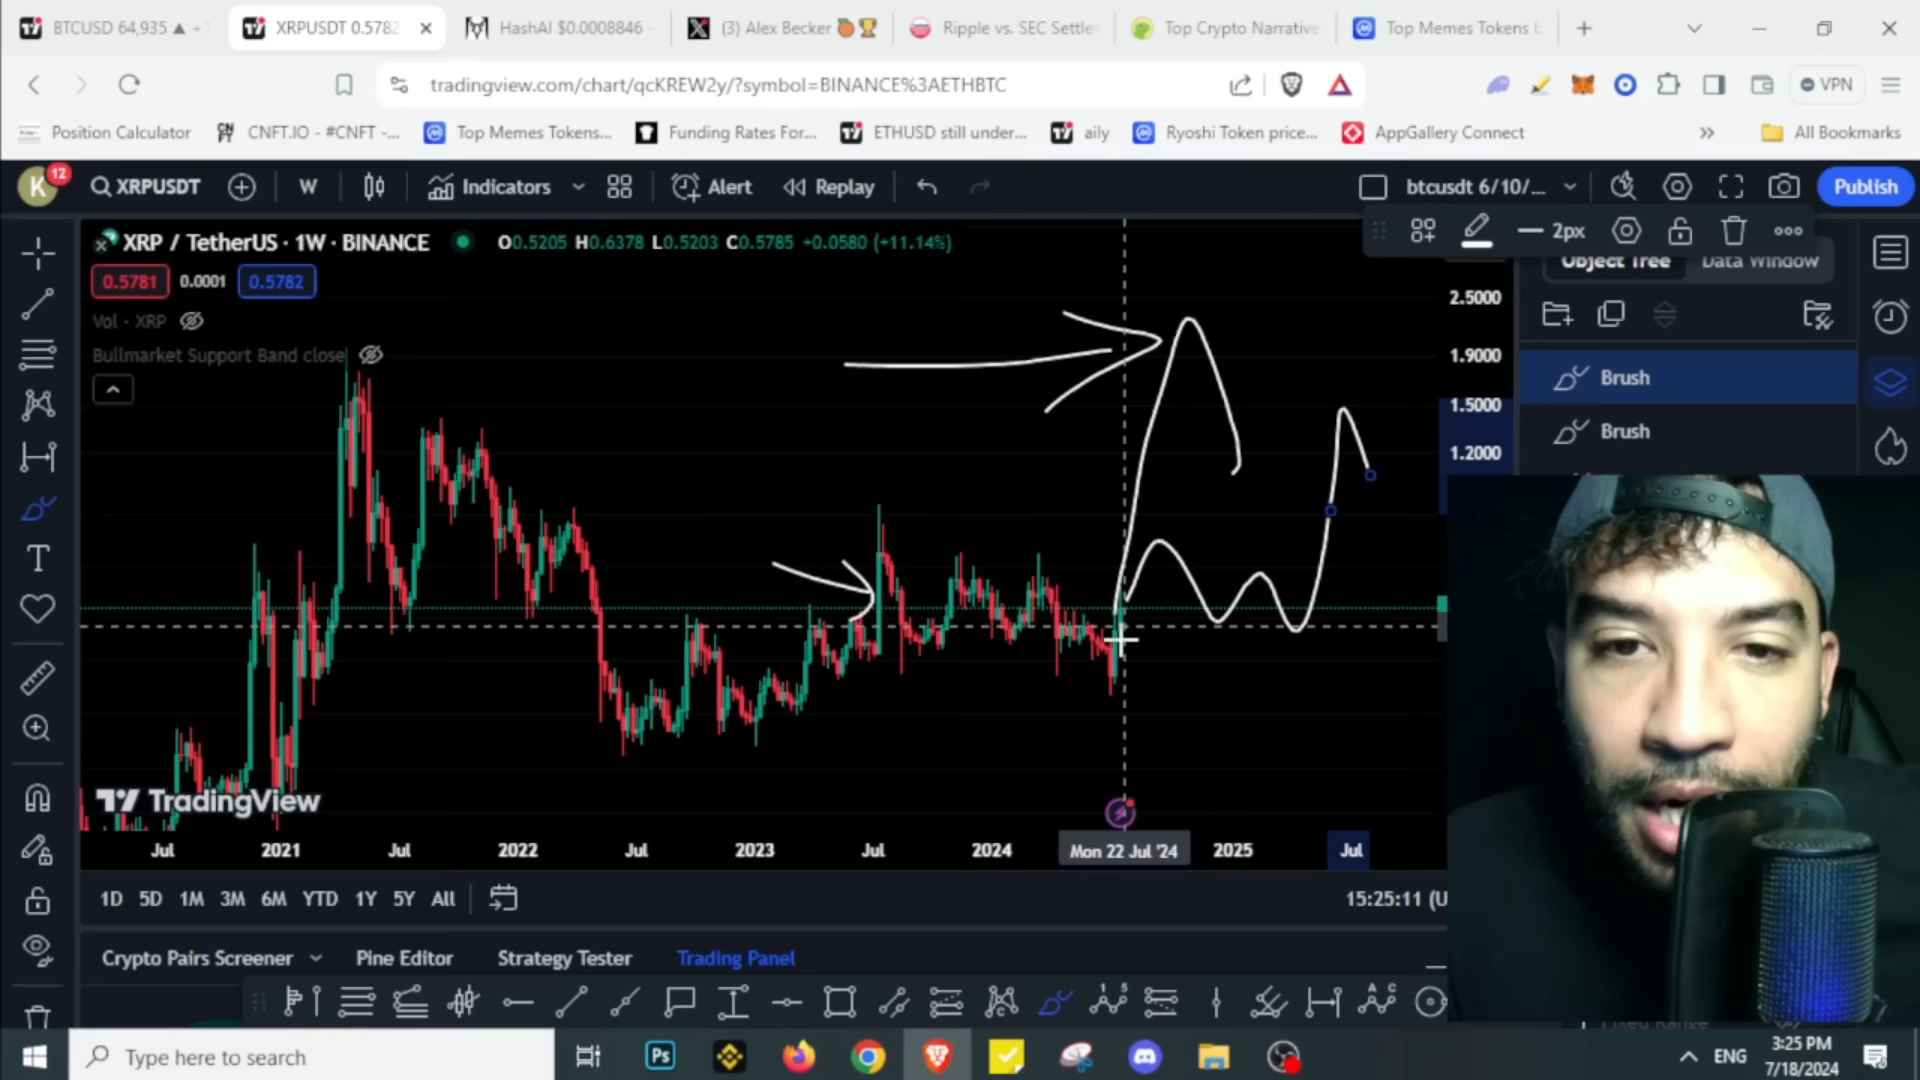 BTCUSD 64,935
XRPUSDT 0.5782
HashAI $0.0008846
(3) Alex Becker
Ripple vs. SEC Settle
Top Crypto Narrative
Top Memes Tokens b
tradingview.com/chart/qcKREW2y/?symbol=BINANCE%3AETHBTC
VPN
Position Calculator
CNFT.IO - #CNFT -...
Top Memes Tokens...
Funding Rates For...
ETHUSD still under...
aily
Ryoshi Token price...
AppGallery Connect
All Bookmarks
K
12
XRPUSDT
W
Indicators
Alert
Replay
btcusdt 6/10/...
Publish
2px
XRP / TetherUS · 1W · BINANCE
O0.5205 H0.6378 L0.5203 C0.5785 +0.0580 (+11.14%)
Object Tree
Data Window
0.5781
0.0001
0.5782
Vol · XRP
Bullmarket Support Band close
2.5000
1.9000
1.5000
1.2000
Brush
Brush
TradingView
Jul
2021
Jul
2022
Jul
2023
Jul
2024
Mon 22 Jul '24
2025
Jul
1D 5D 1M 3M 6M YTD 1Y 5Y All
15:25:11 (U
Crypto Pairs Screener
Pine Editor
Strategy Tester
Trading Panel
Type here to search
Ps
ENG
3:25 PM
7/18/2024